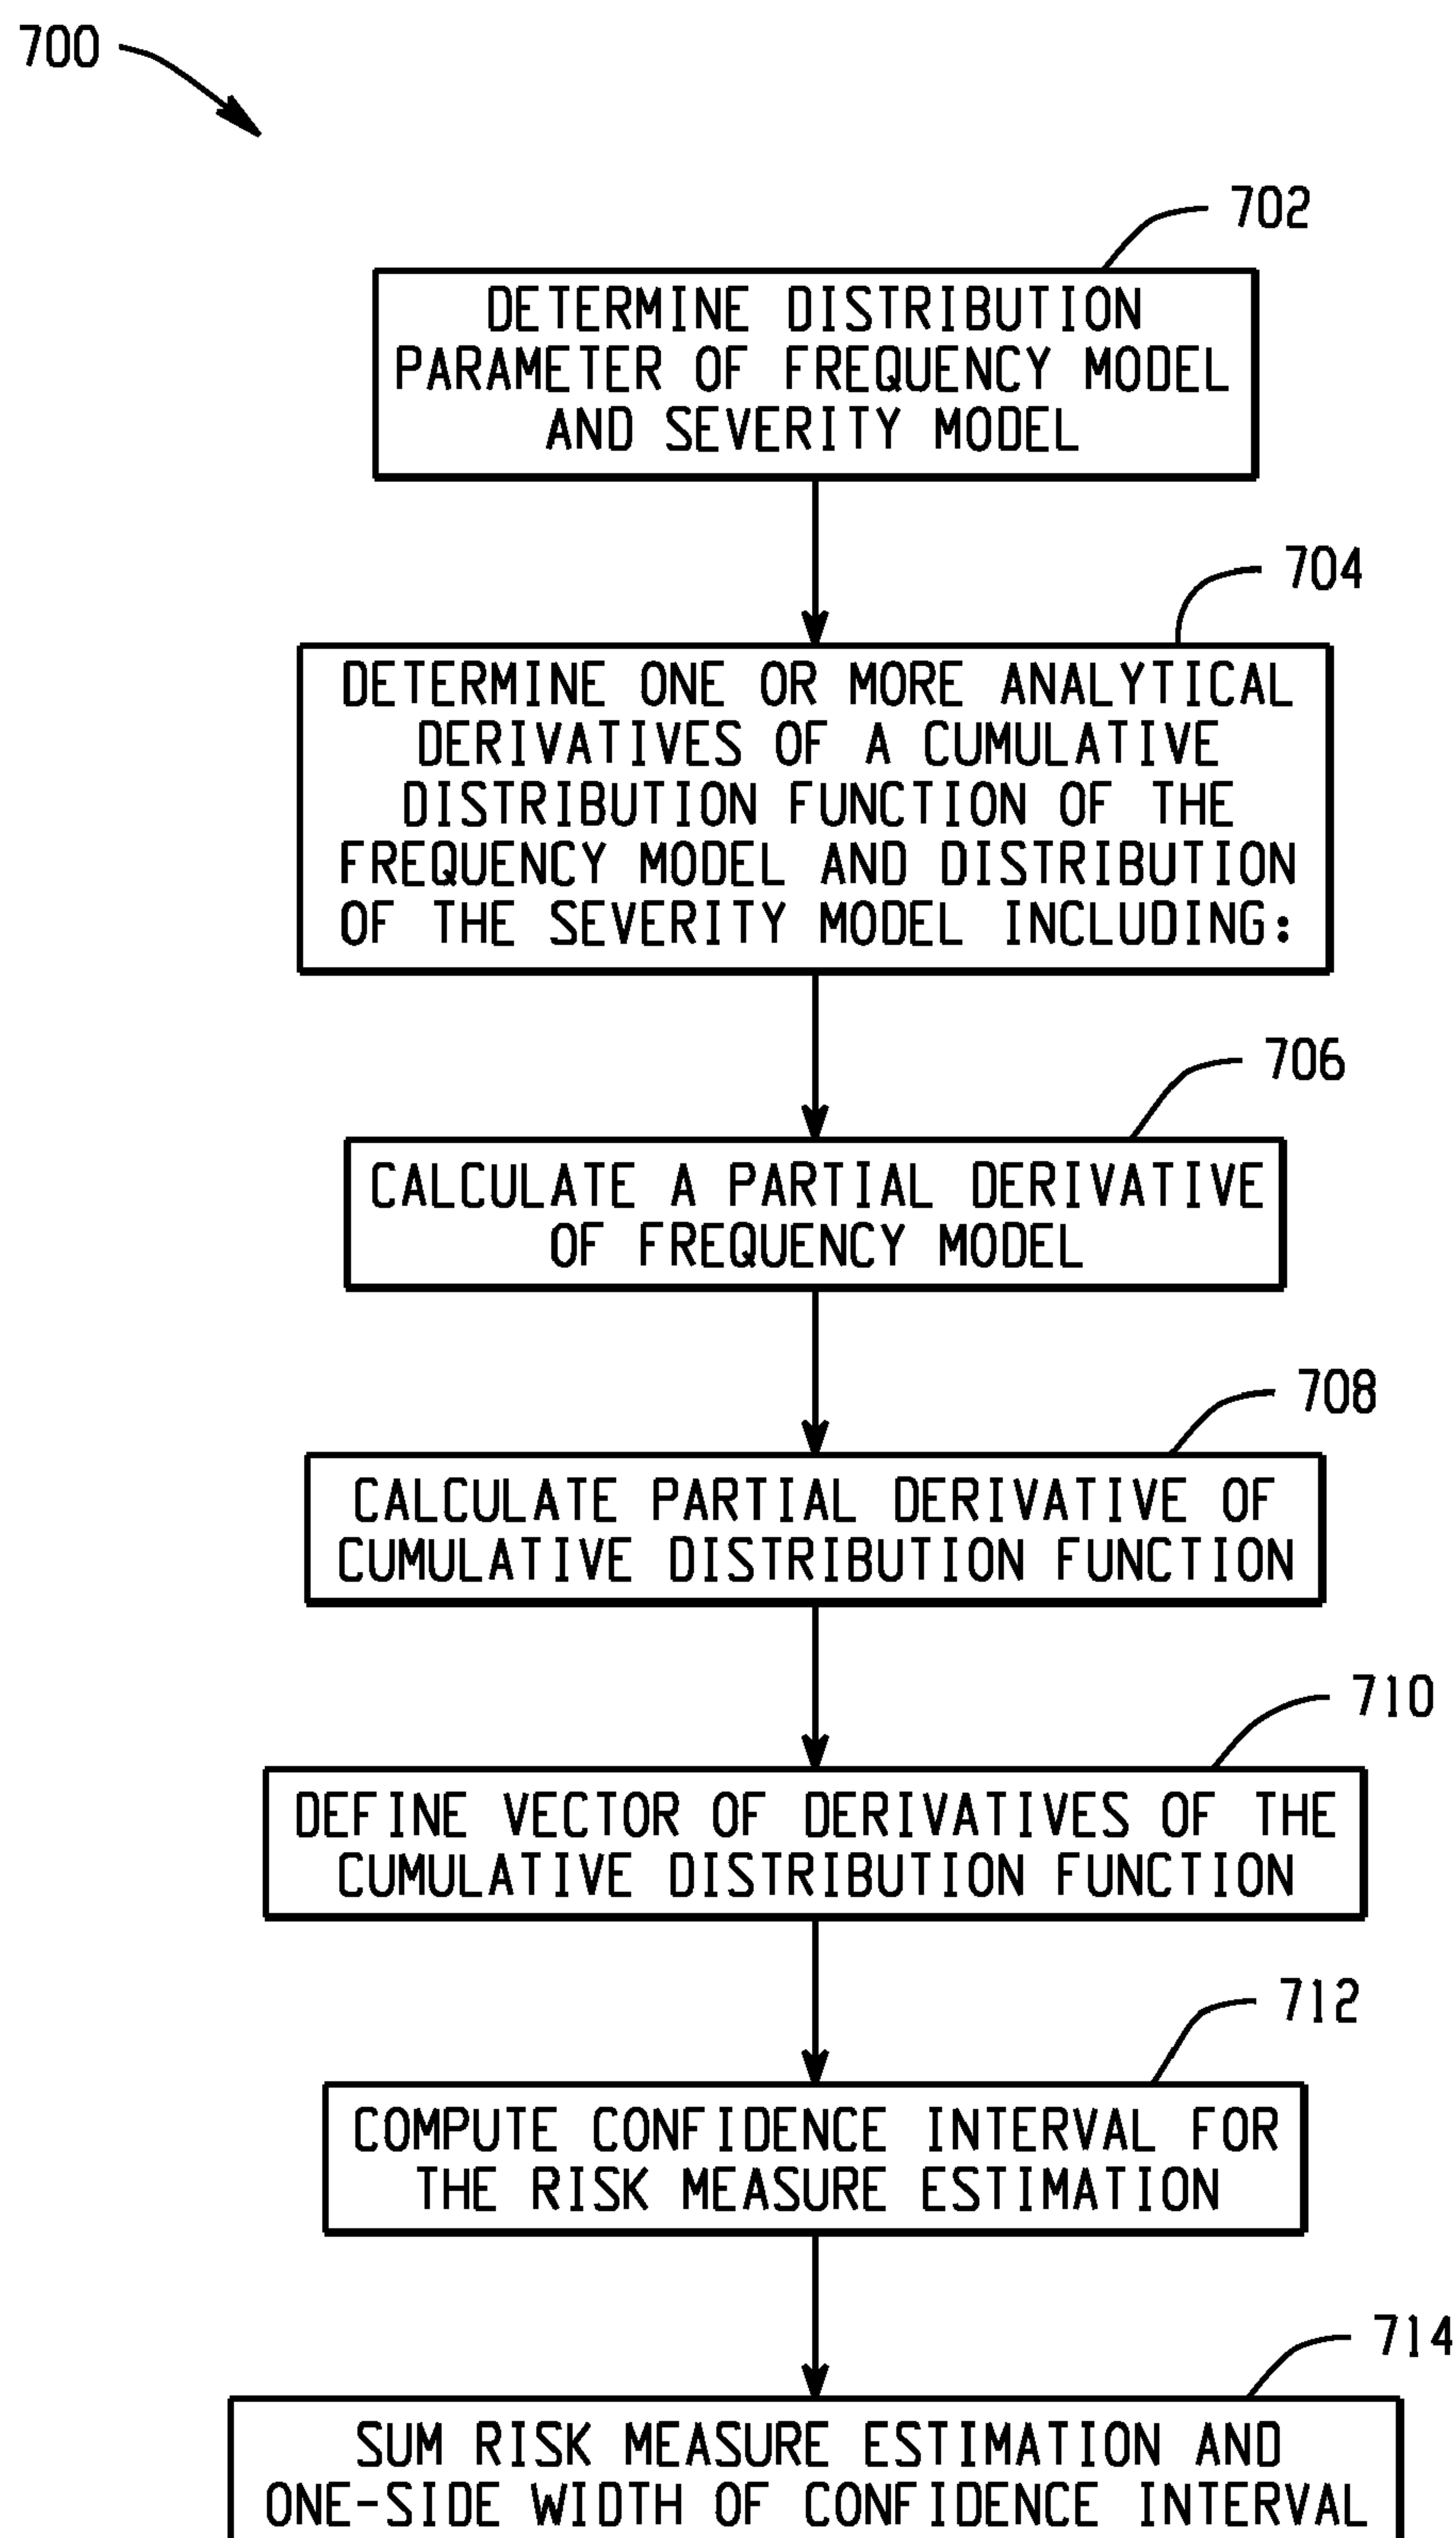 700
702
DETERMINE DISTRIBUTION
PARAMETER OF FREQUENCY MODEL
AND SEVERITY MODEL
704
DETERMINE ONE OR MORE ANALYTICAL
DERIVATIVES OF A CUMULATIVE
DISTRIBUTION FUNCTION OF THE
FREQUENCY MODEL AND DISTRIBUTION
OF THE SEVERITY MODEL INCLUDING:
706
CALCULATE A PARTIAL DERIVATIVE
OF FREQUENCY MODEL
708
CALCULATE PARTIAL DERIVATIVE OF
CUMULATIVE DISTRIBUTION FUNCTION
710
DEFINE VECTOR OF DERIVATIVES OF THE
CUMULATIVE DISTRIBUTION FUNCTION
712
COMPUTE CONFIDENCE INTERVAL FOR
THE RISK MEASURE ESTIMATION
714
SUM RISK MEASURE ESTIMATION AND
ONE-SIDE WIDTH OF CONFIDENCE INTERVAL